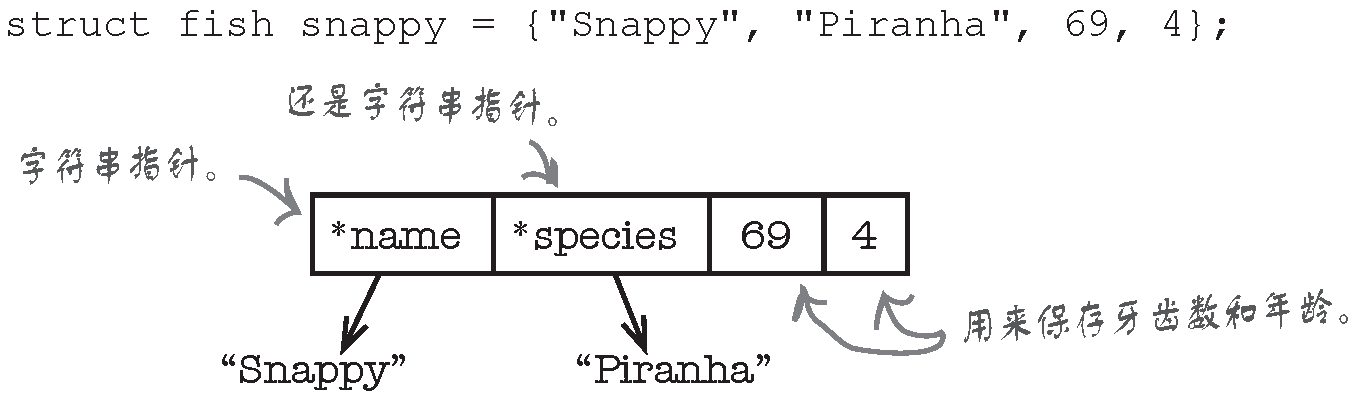 struct fish snappy = {"Snappy", "Piranha", 69, 4};
还是字符串指针。
字符串指针。
*name *species 69 4
用来保存牙齿数和年龄。
“Snappy” “Piranha”